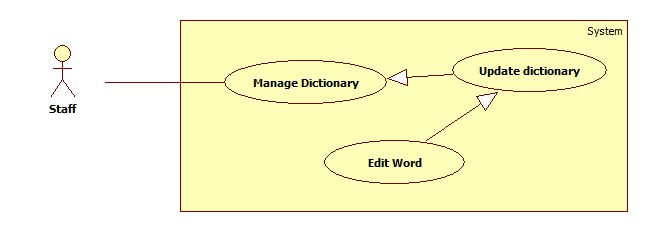 System
Update dictionary
Manage Dictionary
Staff
Edit Word